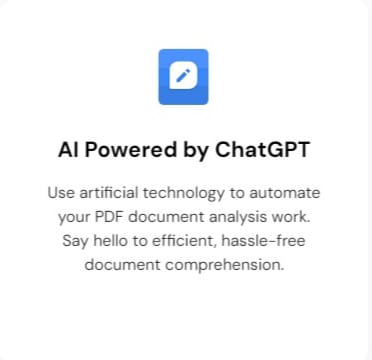 AI Powered by ChatGPT
Use artificial technology to automate
your PDF document analysis work.
Say hello to efficient, hassle-free
document comprehension.